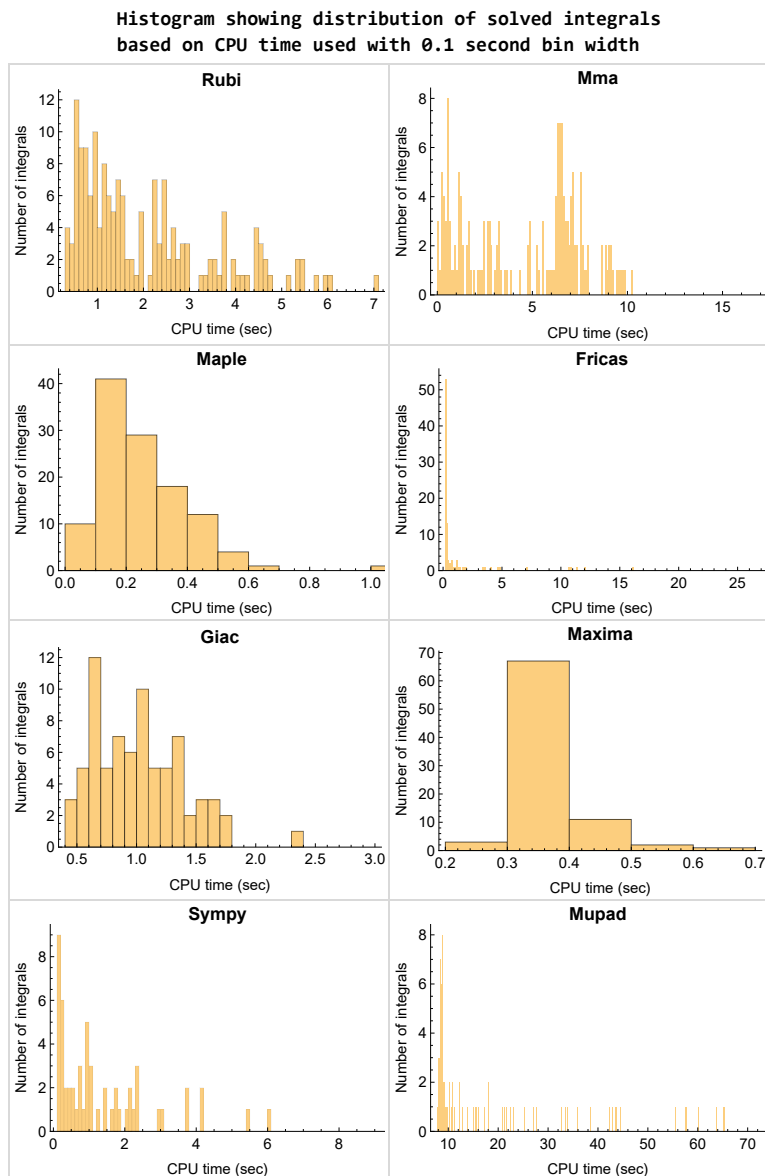 Histogram showing distribution of solved integrals
based on CPU time used with 0.1 second bin width
Rubi
Number of integrals
12
10
8
6
4
2
0
1 2 3 4 5 6 7
CPU time (sec)
Mma
Number of integrals
8
6
4
2
0
0 5 10 15
CPU time (sec)
Maple
Number of integrals
40
30
20
10
0
0.0 0.2 0.4 0.6 0.8 1.0
CPU time (sec)
Fricas
Number of integrals
50
40
30
20
10
0
0 5 10 15 20 25
CPU time (sec)
Giac
Number of integrals
12
10
8
6
4
2
0
0.5 1.0 1.5 2.0 2.5 3.0
CPU time (sec)
Maxima
Number of integrals
70
60
50
40
30
20
10
0
0.2 0.3 0.4 0.5 0.6 0.7
CPU time (sec)
Sympy
Number of integrals
8
6
4
2
0
0 2 4 6 8
CPU time (sec)
Mupad
Number of integrals
8
6
4
2
0
10 20 30 40 50 60 70
CPU time (sec)